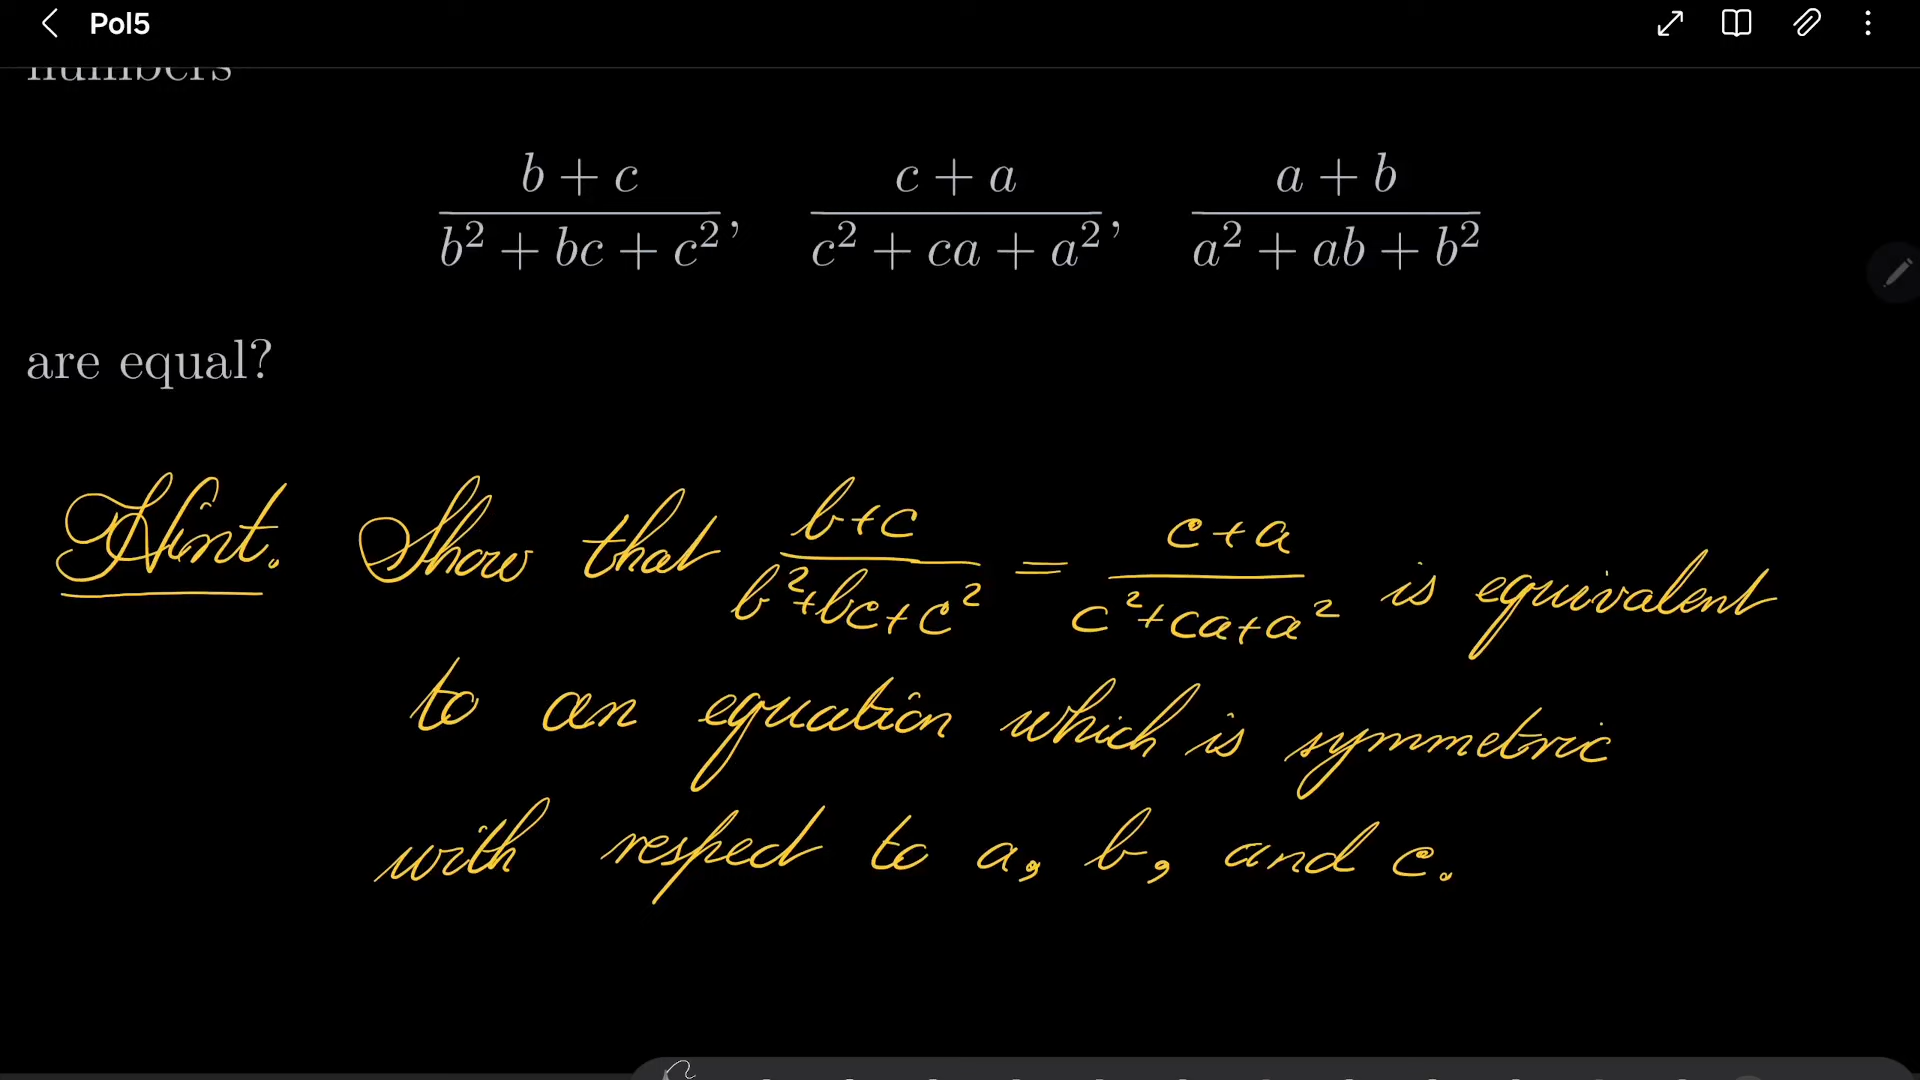 Pol5
numbers
b + c / b² + bc + c², c + a / c² + ca + a², a + b / a² + ab + b²
are equal?
Hint. Show that b+c / b²+bc+c² = c+a / c²+ca+a² is equivalent
to an equation which is symmetric
with respect to a, b, and c.